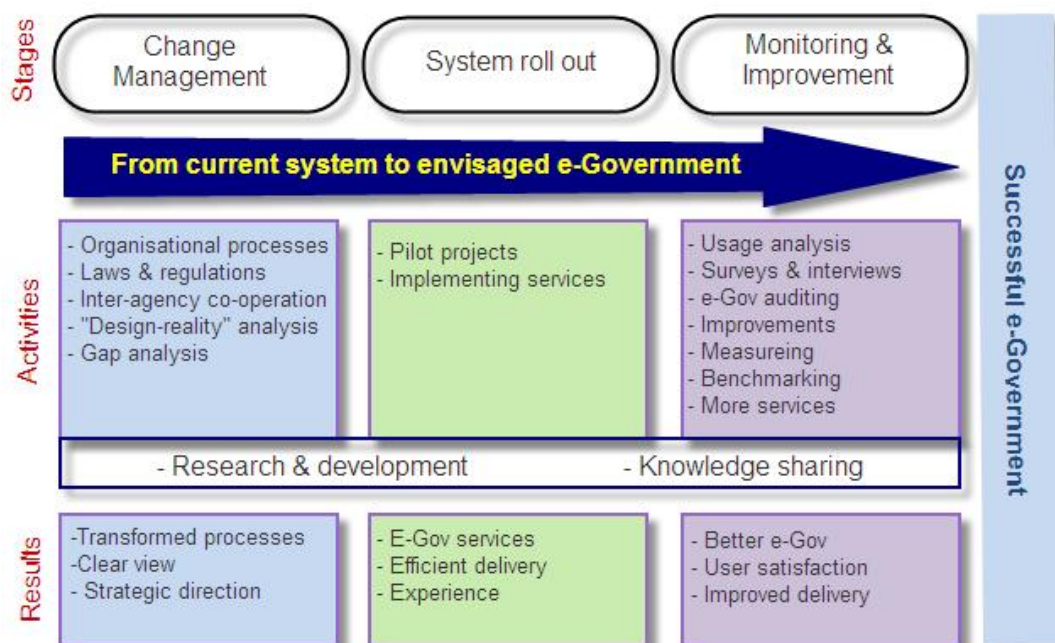 Stages
Change
Management
System roll out
Monitoring &
Improvement
From current system to envisaged e-Government
Activities
- Organisational processes
- Laws & regulations
- Inter-agency co-operation
- "Design-reality" analysis
- Gap analysis
- Pilot projects
- Implementing services
- Usage analysis
- Surveys & interviews
- e-Gov auditing
- Improvements
- Measureing
- Benchmarking
- More services
- Research & development
- Knowledge sharing
Results
-Transformed processes
-Clear view
- Strategic direction
- E-Gov services
- Efficient delivery
- Experience
- Better e-Gov
- User satisfaction
- Improved delivery
Successful e-Government